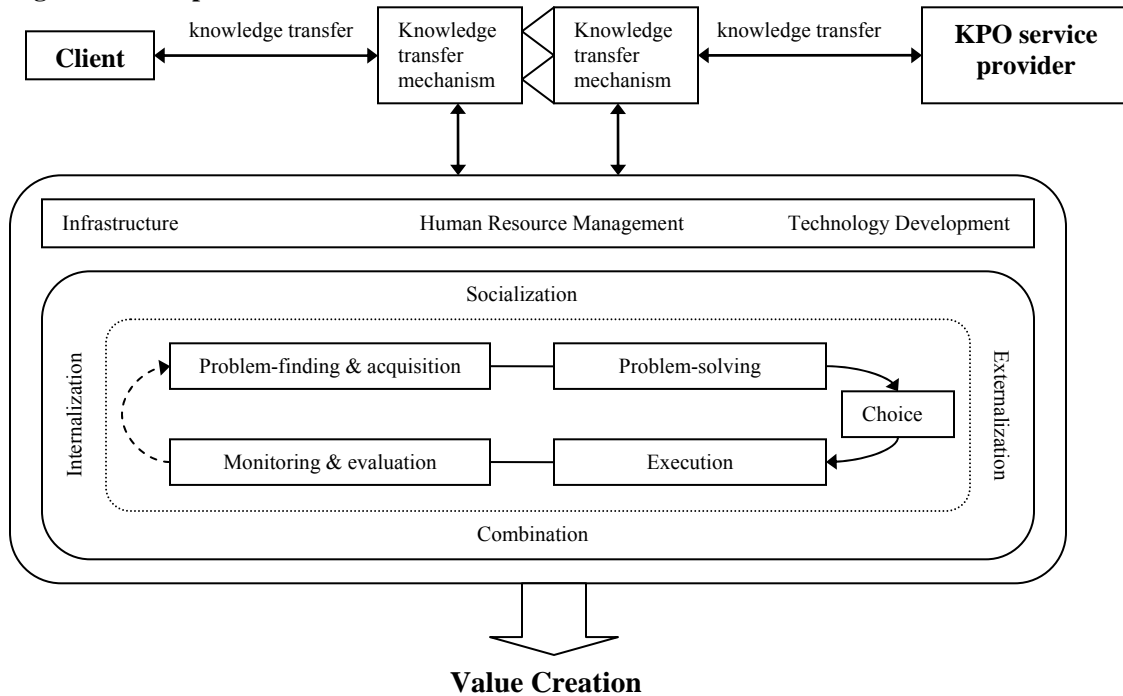 knowledge transfer
Client
Knowledge
transfer
mechanism
Knowledge
transfer
mechanism
knowledge transfer
KPO service
provider
Infrastructure
Human Resource Management
Technology Development
Socialization
Internalization
Externalization
Problem-finding & acquisition
Problem-solving
Choice
Monitoring & evaluation
Execution
Combination
Value Creation